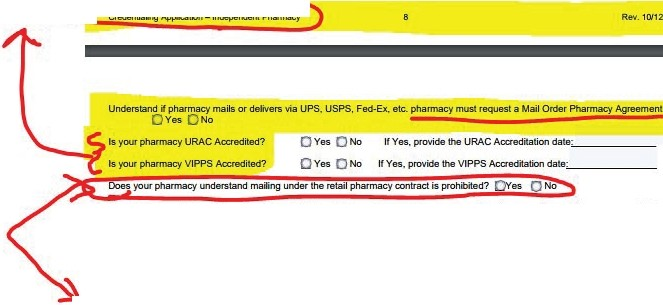 Credentialing Application – Independent Pharmacy 8 Rev. 10/12
Understand if pharmacy mails or delivers via UPS, USPS, Fed-Ex, etc. pharmacy must request a Mail Order Pharmacy Agreement
Yes No
Is your pharmacy URAC Accredited? Yes No If Yes, provide the URAC Accreditation date:
Is your pharmacy VIPPS Accredited? Yes No If Yes, provide the VIPPS Accreditation date:
Does your pharmacy understand mailing under the retail pharmacy contract is prohibited? Yes No